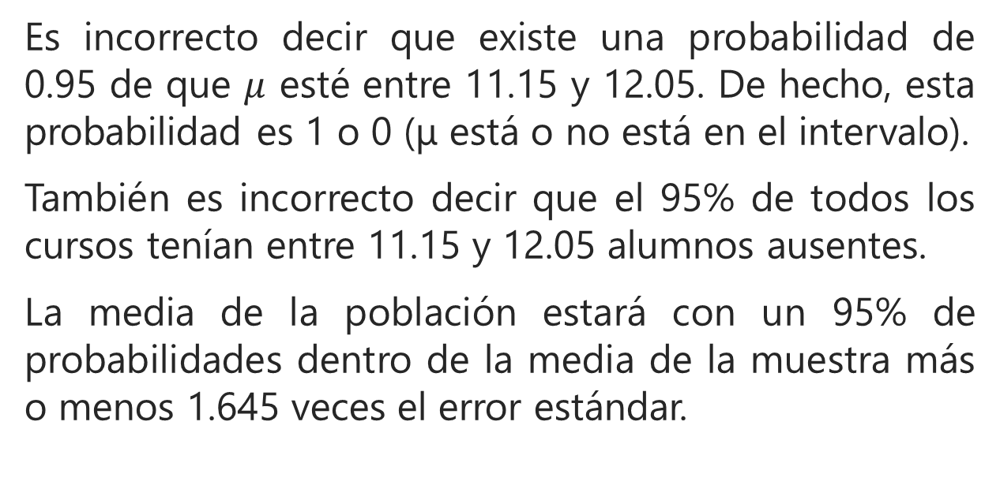 Es incorrecto decir que existe una probabilidad de
0.95 de que 𝜇 esté entre 11.15 y 12.05. De hecho, esta
probabilidad es 1 o 0 (μ está o no está en el intervalo).
También es incorrecto decir que el 95% de todos los
cursos tenían entre 11.15 y 12.05 alumnos ausentes.
La media de la población estará con un 95% de
probabilidades dentro de la media de la muestra más
o menos 1.645 veces el error estándar.